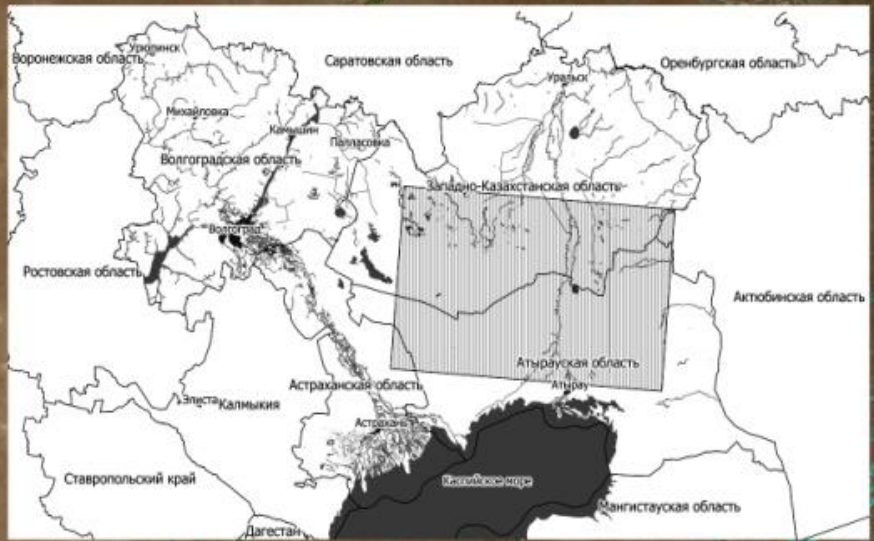 Урюпинск
Воронежская область
Саратовская область
Оренбургская область
Уральск
Михайловка
Камышин
Палласовка
Волгоградская область
Западно-Казахстанская область
Волгоград
Ростовская область
Актюбинская область
Атырауская область
Астраханская область
Атырау
Элиста
Калмыкия
Астрахань
Ставропольский край
Каспийское море
Мангистауская область
Дагестан